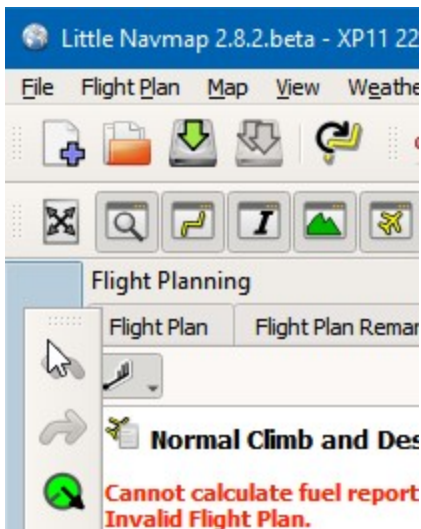 Little Navmap 2.8.2.beta - XP11 22
File Flight Plan Map View Weathe
Flight Planning
Flight Plan Flight Plan Remar
Normal Climb and Des
Cannot calculate fuel report
Invalid Flight Plan.